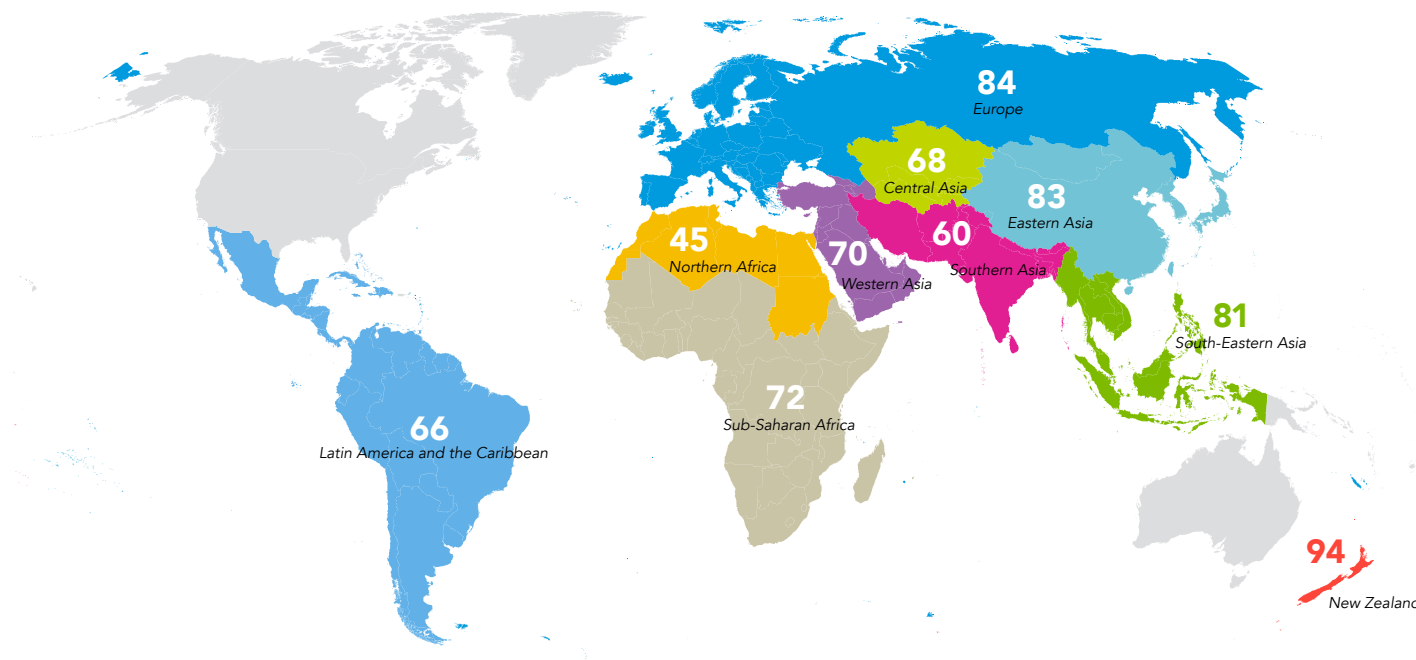 84
Europe
68
Central Asia
83
Eastern Asia
45
Northern Africa
60
Southern Asia
70
Western Asia
81
South-Eastern Asia
72
Sub-Saharan Africa
66
Latin America and the Caribbean
94
New Zealand